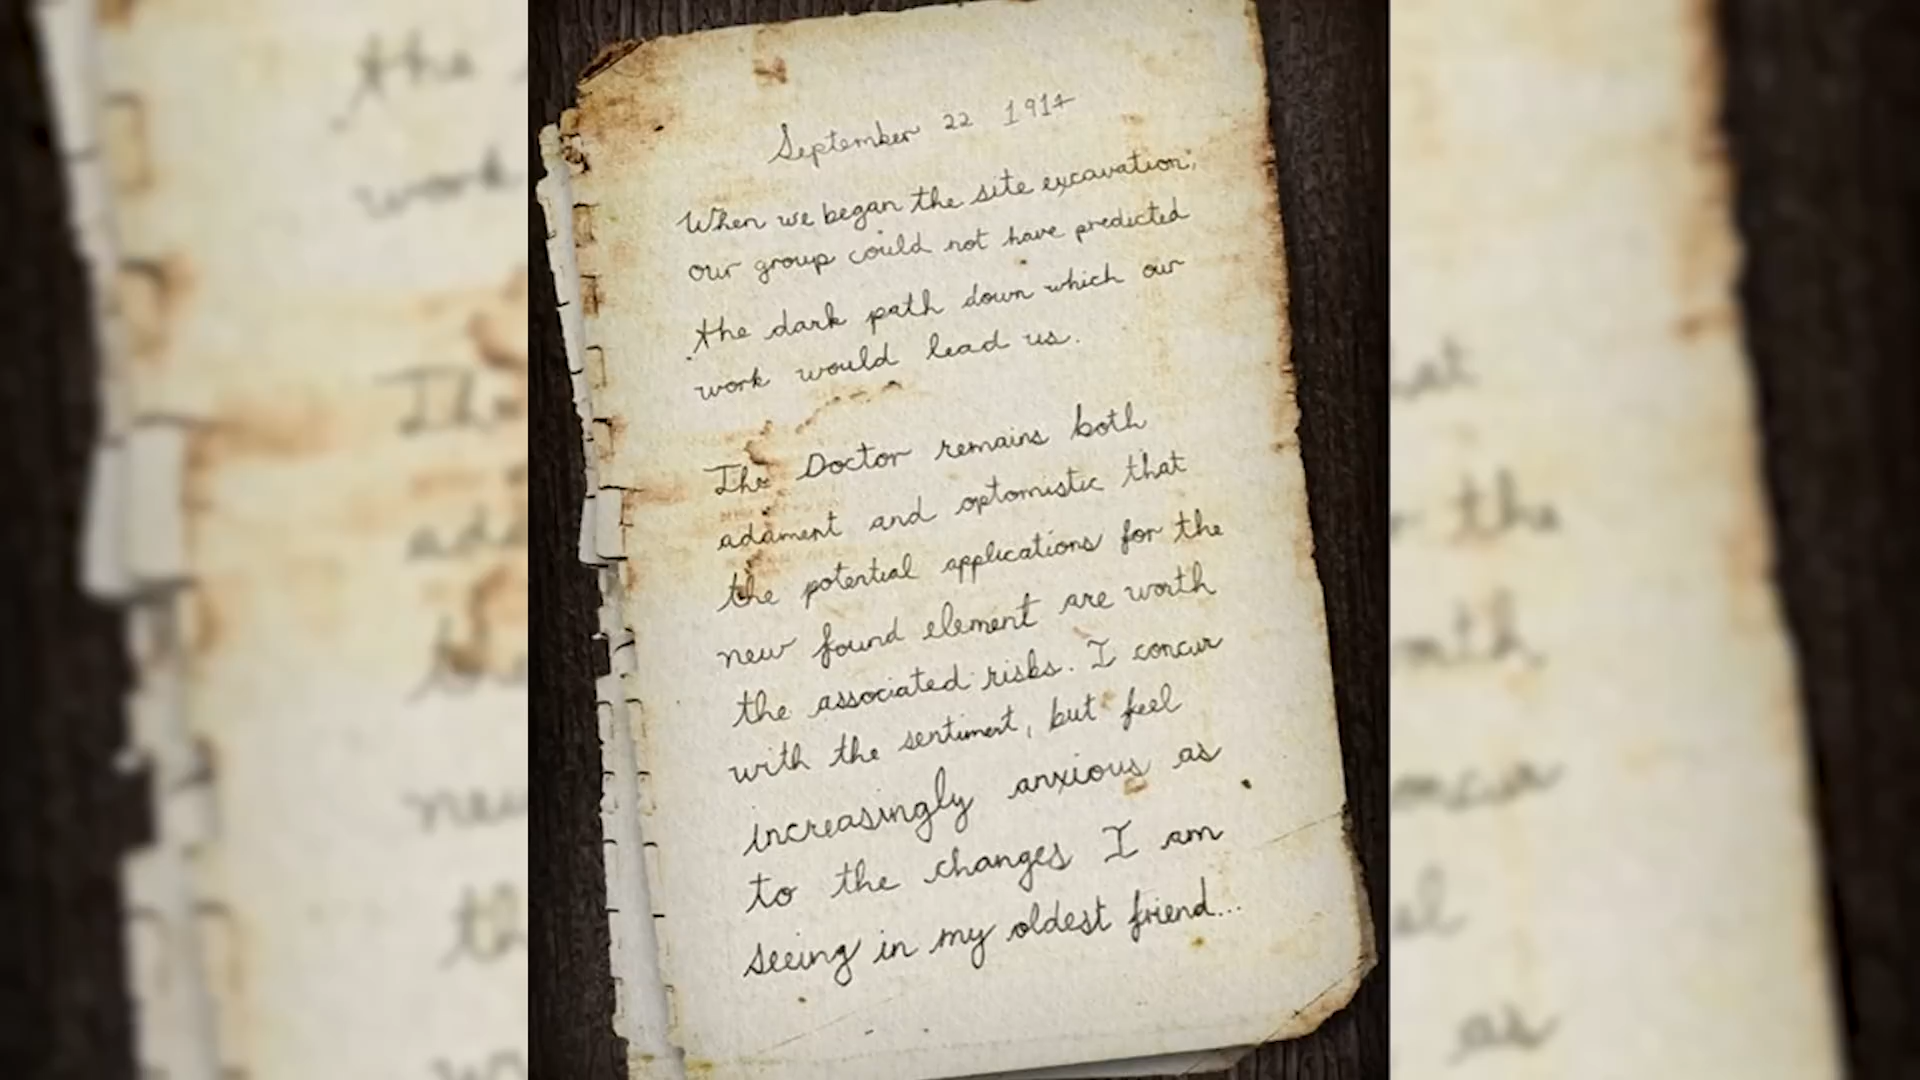 September 22 1914
When we began the site excavation,
our group could not have predicted
the dark path down which our
work would lead us.
The Doctor remains both
adament and optomistic that
the potential applications for the
new found element are worth
the associated risks. I concur
with the sentiment, but feel
increasingly anxious as
to the changes I am
seeing in my oldest friend...